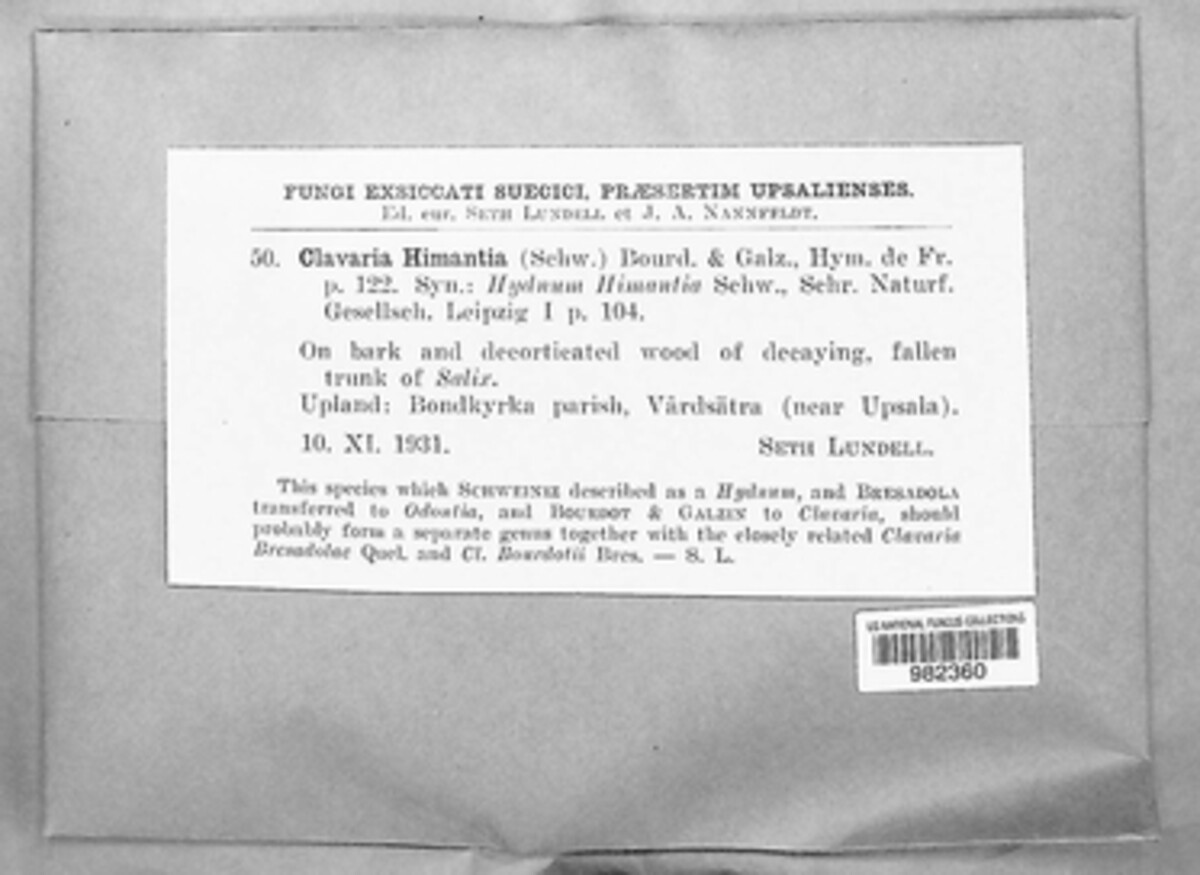 FUNGI EXSICCATI SUECICI, PRÆSERTIM UPSALIENSES.
Ed. cur. SETH LUNDELL et J. A. NANNFELDT.
50. Clavaria Himantia (Schw.) Bourd. & Galz., Hym. de Fr.
p. 122. Syn.: Hydnum Himantia Schw., Schr. Naturf.
Gesellsch. Leipzig I p. 104.
On bark and decorticated wood of decaying, fallen
trunk of Salix.
Upland: Bondkyrka parish, Vårdsätra (near Upsala).
10. XI. 1931. SETH LUNDELL.
This species which SCHWEINITZ described as a Hydnum, and BRESADOLA
transferred to Odontia, and BOURDOT & GALZIN to Clavaria, should
probably form a separate genus together with the closely related Clavaria
Bresadolae Quel. and Cl. Bourdotii Bres. — S. L.
US NATIONAL FUNGUS COLLECTIONS
982360